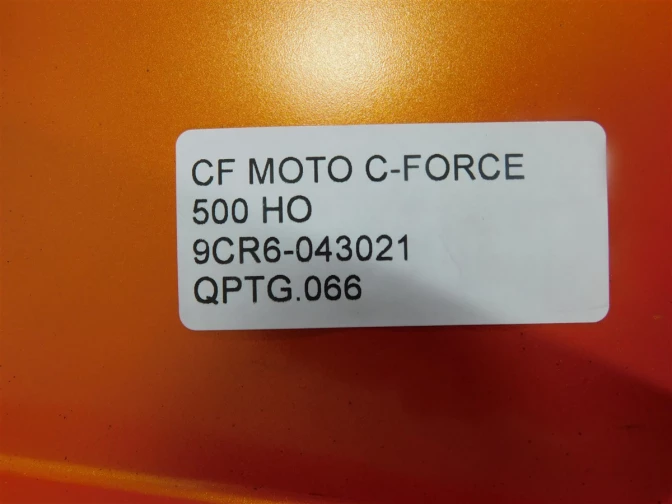 CF MOTO C-FORCE
500 HO
9CR6-043021
QPTG.066